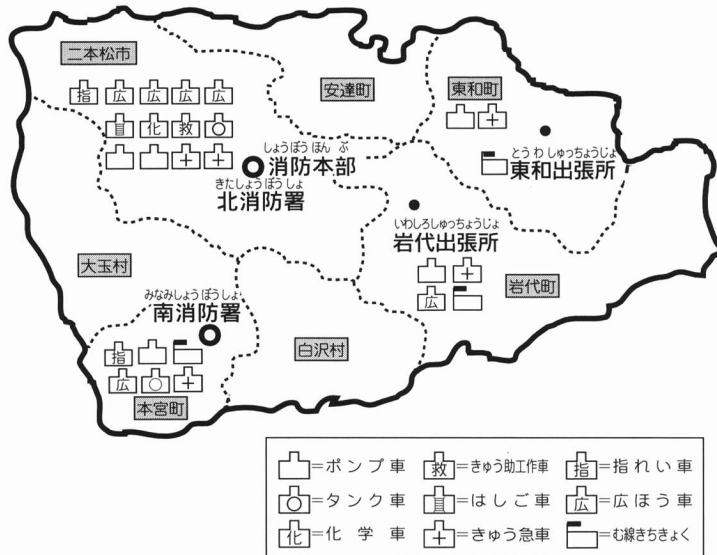 二本松市
指 広 広 広 広
化 救
安達町
東和町
しょうぼうほんぶ
消防本部
きたしょうぼうしょ
北消防署
とうわしゅっちょうじょ
東和出張所
いわしろしゅっちょうじょ
岩代出張所
広
岩代町
大玉村
みなみしょうぼうしょ
南消防署
指
広
白沢村
本宮町
=ポンプ車
救=きゅう助工作車
指=指れい車
=タンク車
=はしご車
広=広ほう車
化=化学車
=きゅう急車
=む線きちきょく